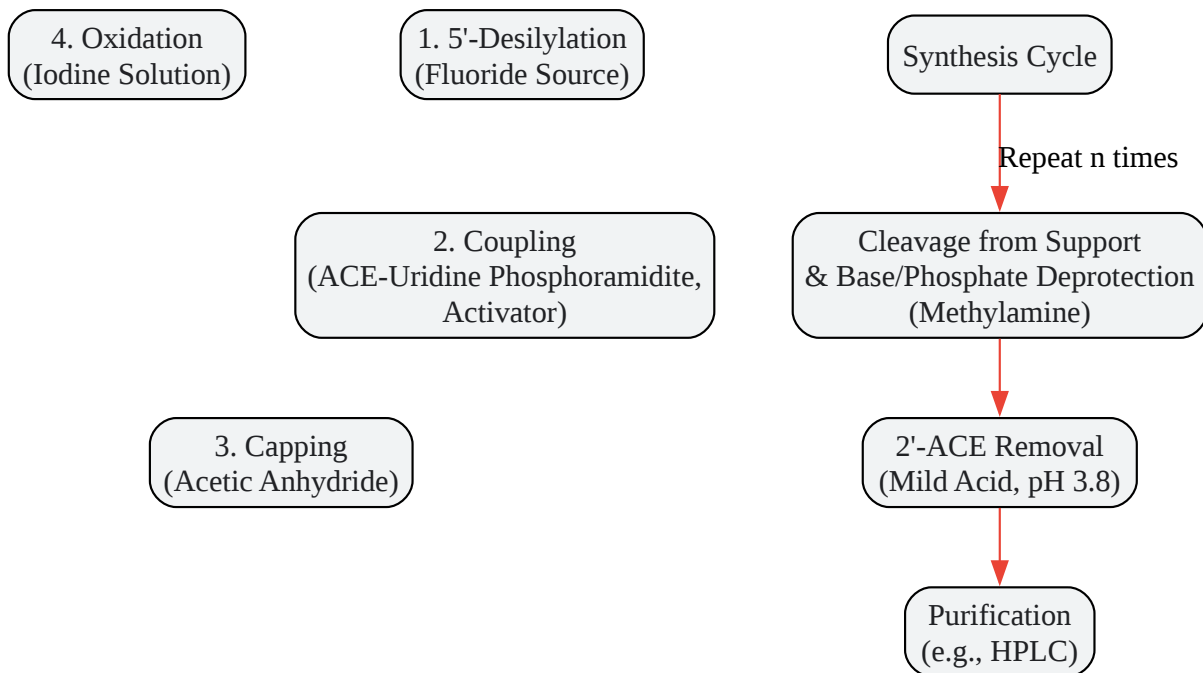 4. Oxidation
(Iodine Solution)
1. 5'-Desilylation
(Fluoride Source)
Synthesis Cycle
Repeat n times
2. Coupling
(ACE-Uridine Phosphoramidite,
Activator)
Cleavage from Support
& Base/Phosphate Deprotection
(Methylamine)
3. Capping
(Acetic Anhydride)
2'-ACE Removal
(Mild Acid, pH 3.8)
Purification
(e.g., HPLC)